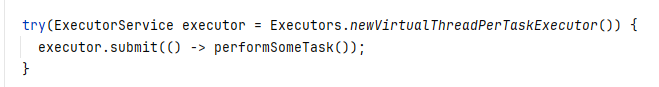 try(ExecutorService executor = Executors.newVirtualThreadPerTaskExecutor()) {
  executor.submit(() -> performSomeTask());
}